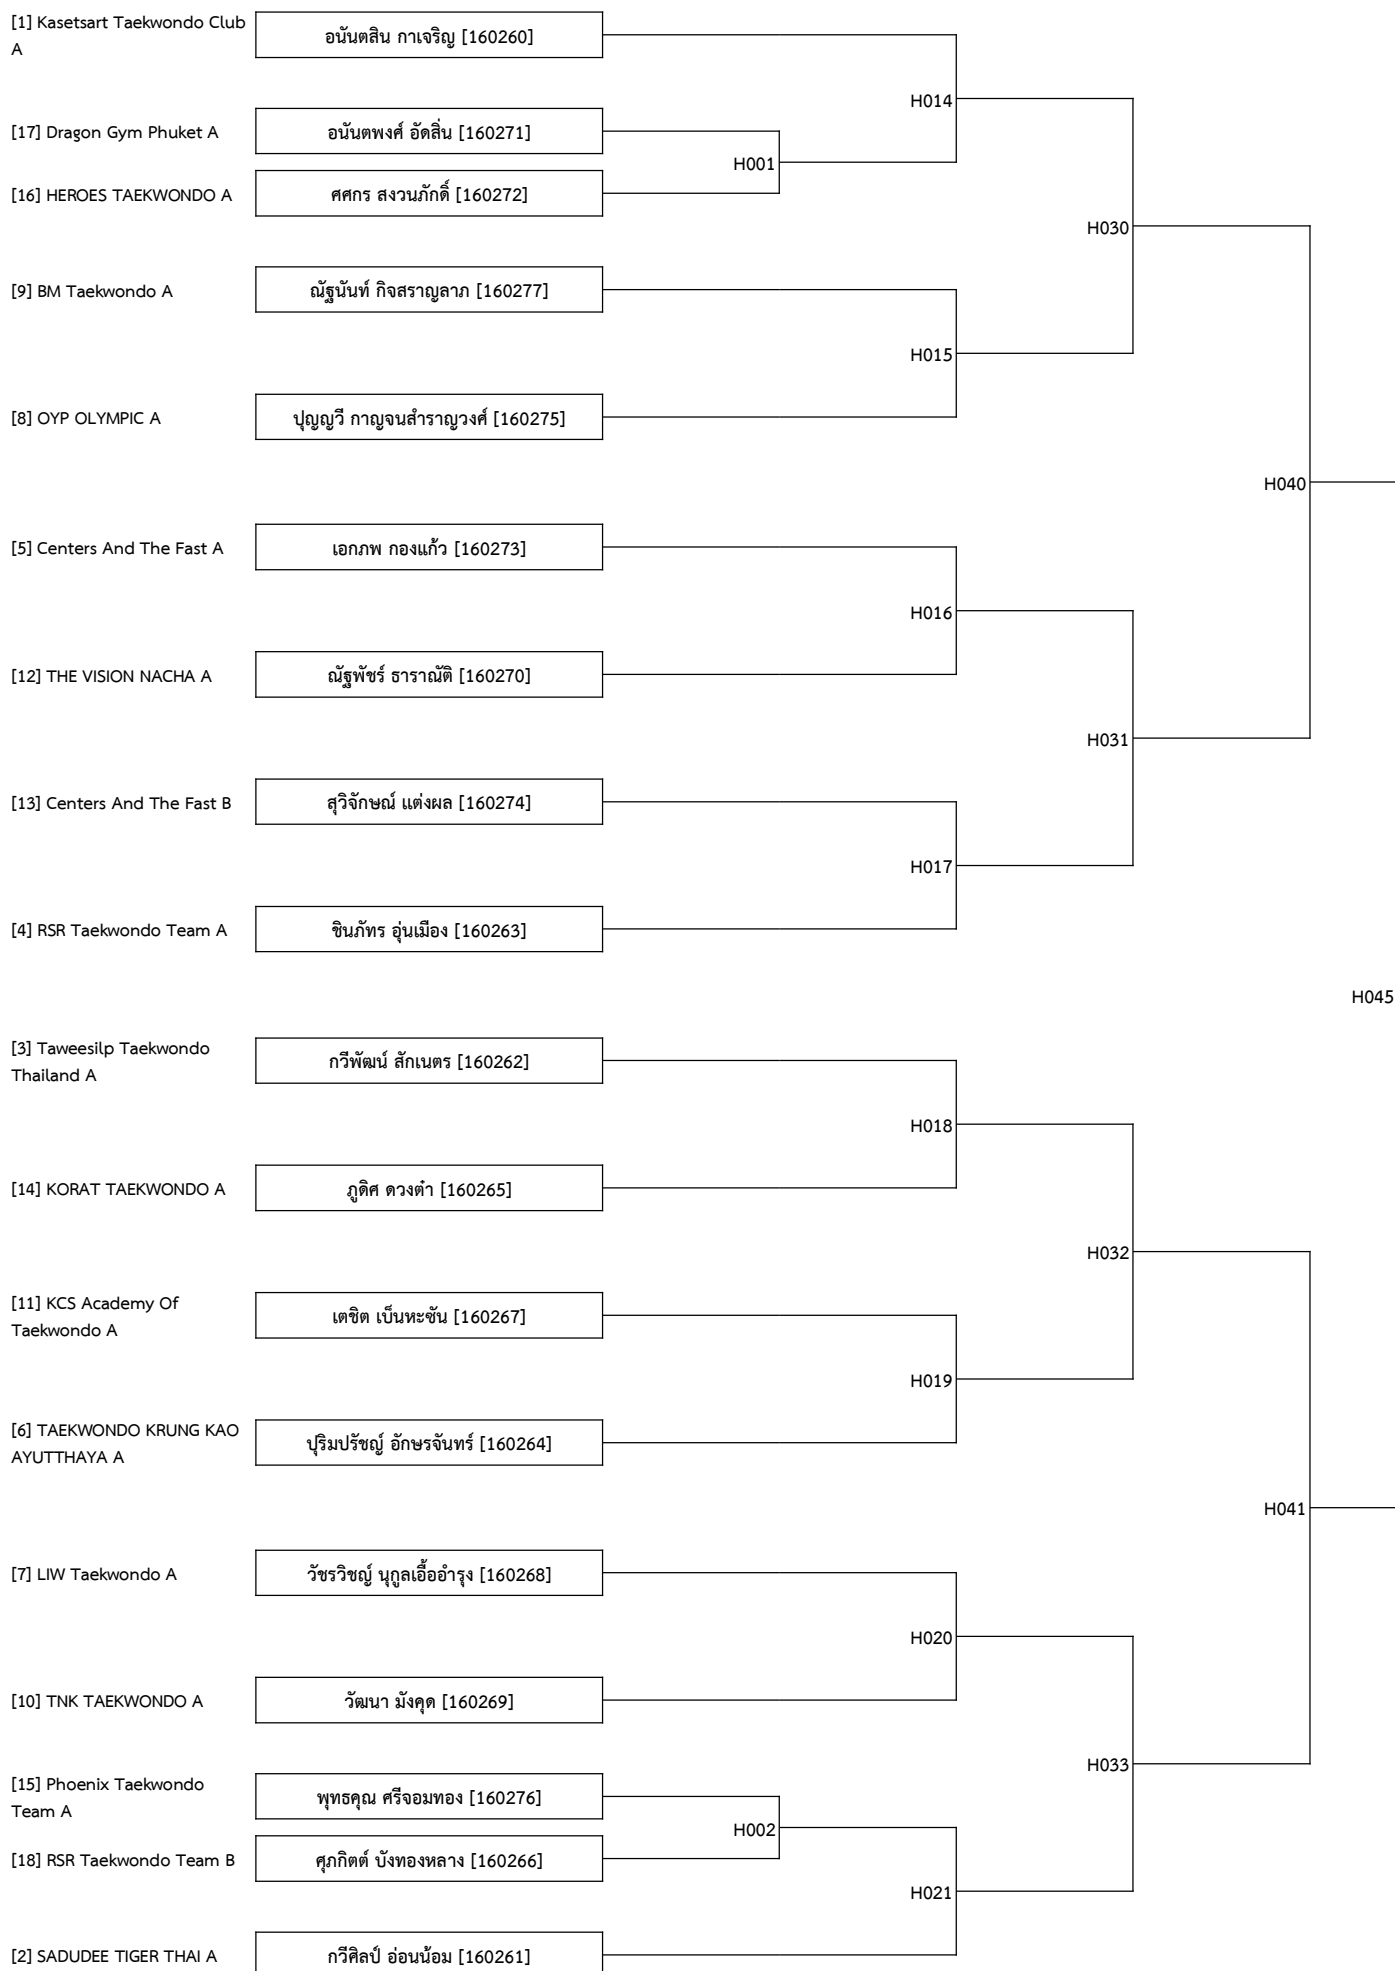 [1] Kasetsart Taekwondo Club
A
อนันตสิน กาเจริญ [160260]
H014
[17] Dragon Gym Phuket A
อนันตพงศ์ อัดสิ่น [160271]
H001
[16] HEROES TAEKWONDO A
ศศกร สงวนภักดิ์ [160272]
H030
[9] BM Taekwondo A
ณัฐนันท์ กิจสราญลาภ [160277]
H015
[8] OYP OLYMPIC A
ปุญญวี กาญจนสำราญวงศ์ [160275]
H040
[5] Centers And The Fast A
เอกภพ กองแก้ว [160273]
H016
[12] THE VISION NACHA A
ณัฐพัชร์ ธาราณัติ [160270]
H031
[13] Centers And The Fast B
สุวิจักษณ์ แต่งผล [160274]
H017
[4] RSR Taekwondo Team A
ชินภัทร อุ่นเมือง [160263]
H045
[3] Taweesilp Taekwondo
Thailand A
กวีพัฒน์ สักเนตร [160262]
H018
[14] KORAT TAEKWONDO A
ภูดิศ ดวงต๋า [160265]
H032
[11] KCS Academy Of
Taekwondo A
เตชิต เบ็นหะซัน [160267]
H019
[6] TAEKWONDO KRUNG KAO
AYUTTHAYA A
ปุริมปรัชญ์ อักษรจันทร์ [160264]
H041
[7] LIW Taekwondo A
วัชรวิชญ์ นุกูลเอื้ออำรุง [160268]
H020
[10] TNK TAEKWONDO A
วัฒนา มังคุด [160269]
H033
[15] Phoenix Taekwondo
Team A
พุทธคุณ ศรีจอมทอง [160276]
H002
[18] RSR Taekwondo Team B
ศุภกิตต์ บังทองหลาง [160266]
H021
[2] SADUDEE TIGER THAI A
กวีศิลป์ อ่อนน้อม [160261]